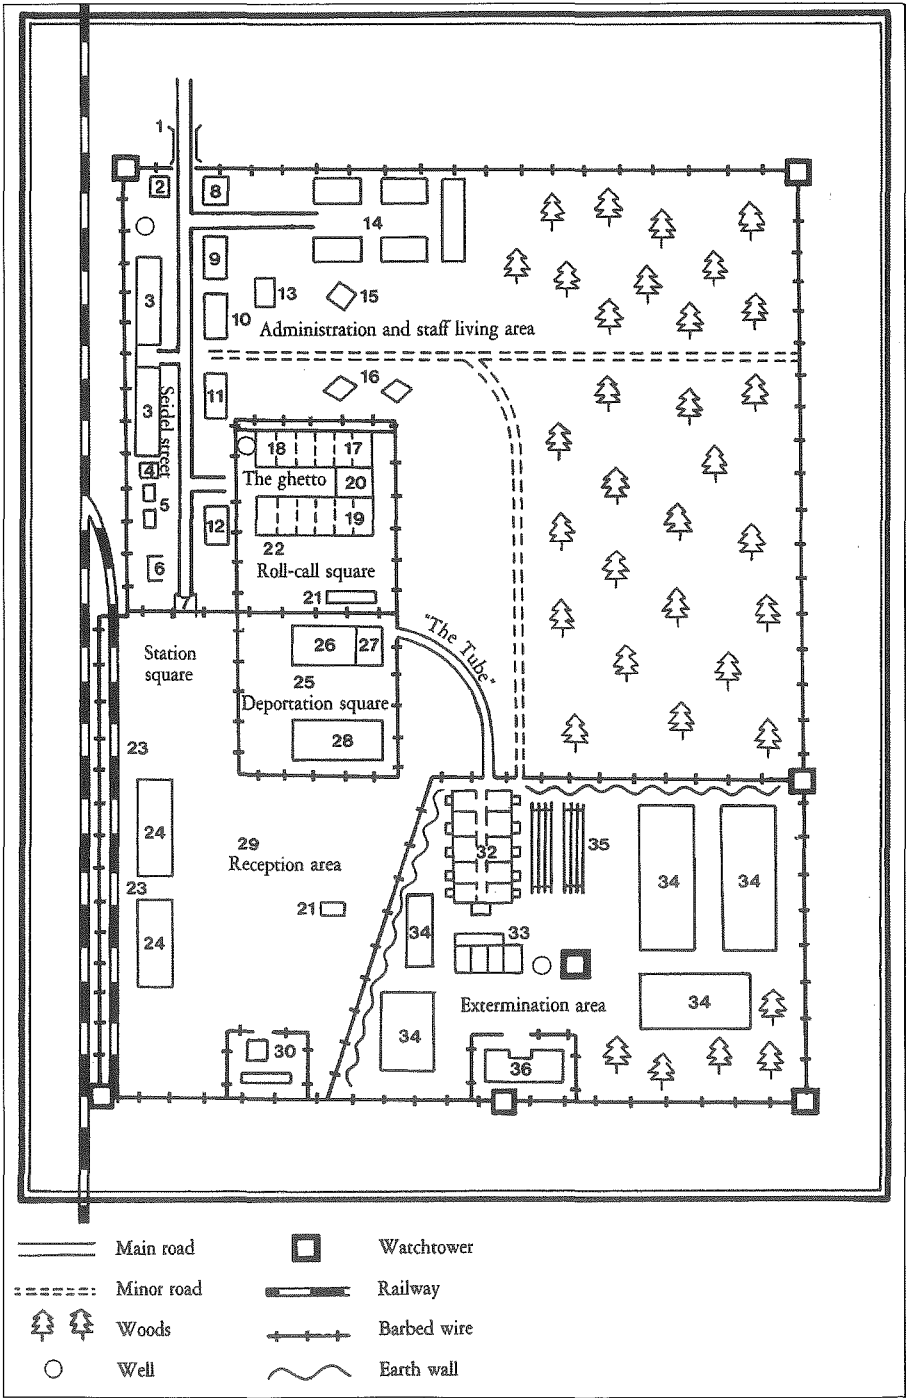 1
2
8
14
9
13
15
3
10
Administration and staff living area
16
11
3
Seidel street
18
17
4
The ghetto
20
5
19
12
22
6
Roll-call square
21
7
"The Tube"
Station
square
26
27
25
Deportation square
23
28
24
29
Reception area
32
35
34
34
23
21
24
34
33
34
Extermination area
34
30
36
Main road
Watchtower
Minor road
Railway
Woods
Barbed wire
Well
Earth wall